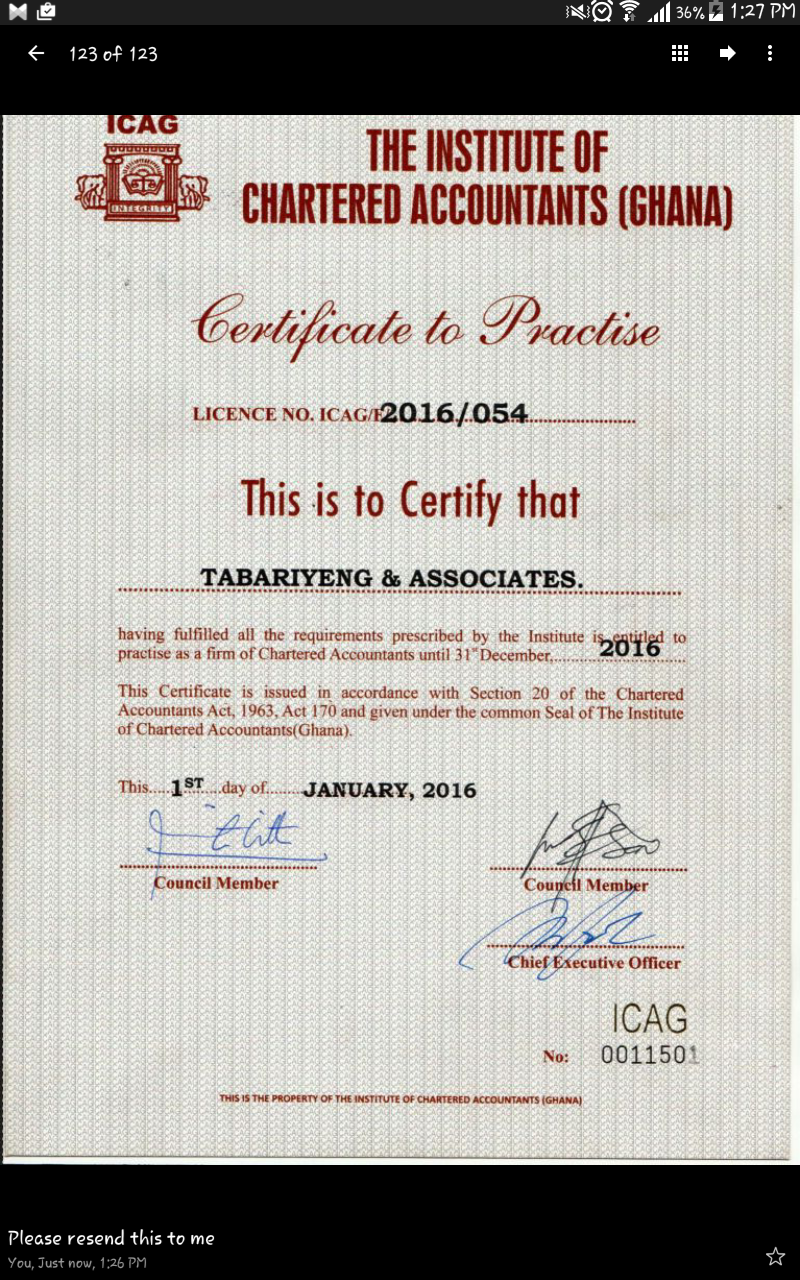 36% 1:27 PM
123 of 123
ICAG
INTEGRITY
THE INSTITUTE OF
CHARTERED ACCOUNTANTS (GHANA)
Certificate to Practise
LICENCE NO. ICAG/F2016/054
This is to Certify that
TABARIYENG & ASSOCIATES.
having fulfilled all the requirements prescribed by the Institute is entitled to
practise as a firm of Chartered Accountants until 31st December, 2016
This Certificate is issued in accordance with Section 20 of the Chartered
Accountants Act, 1963, Act 170 and given under the common Seal of The Institute
of Chartered Accountants(Ghana).
This.....1ST....day of........JANUARY, 2016
Council Member
Council Member
Chief Executive Officer
ICAG
No: 0011501
THIS IS THE PROPERTY OF THE INSTITUTE OF CHARTERED ACCOUNTANTS (GHANA)
Please resend this to me
You, Just now, 1:26 PM